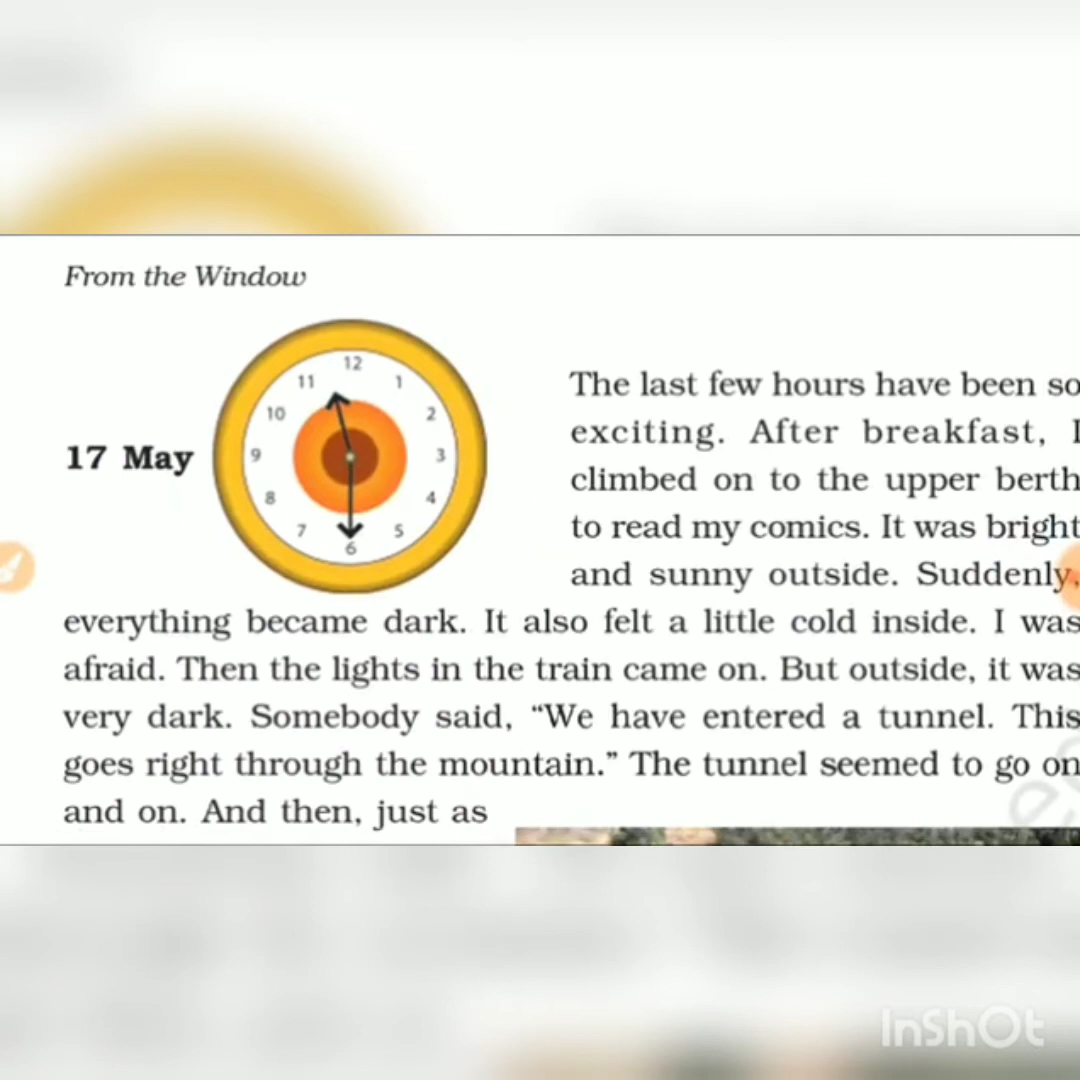 From the Window
12
11 1
10 2
9 3
8 4
7 5
6
17 May
The last few hours have been so
exciting. After breakfast, I
climbed on to the upper berth
to read my comics. It was bright
and sunny outside. Suddenly,
everything became dark. It also felt a little cold inside. I was
afraid. Then the lights in the train came on. But outside, it was
very dark. Somebody said, “We have entered a tunnel. This
goes right through the mountain.” The tunnel seemed to go on
and on. And then, just as
InShOt